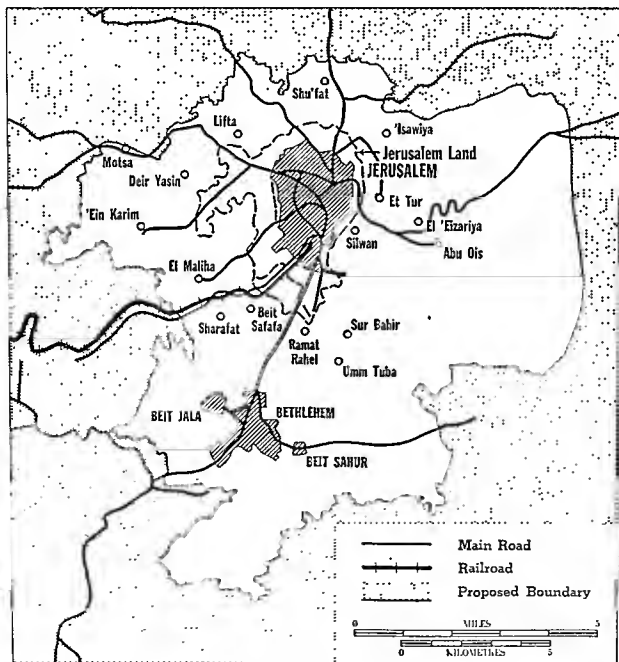 Shu'fat
Lifta
'Isawiya
Motsa
Jerusalem Land
JERUSALEM
Deir Yasin
Et Tur
'Ein Karim
El 'Eizariya
Silwan
Abu Dis
El Maliha
Sharafat
Beit
Safafa
Sur Bahir
Ramat
Rahel
Umm Tuba
BEIT JALA
BETHLEHEM
BEIT SAHUR
Main Road
Railroad
Proposed Boundary
0 MILES 5
0 KILOMETRES 5